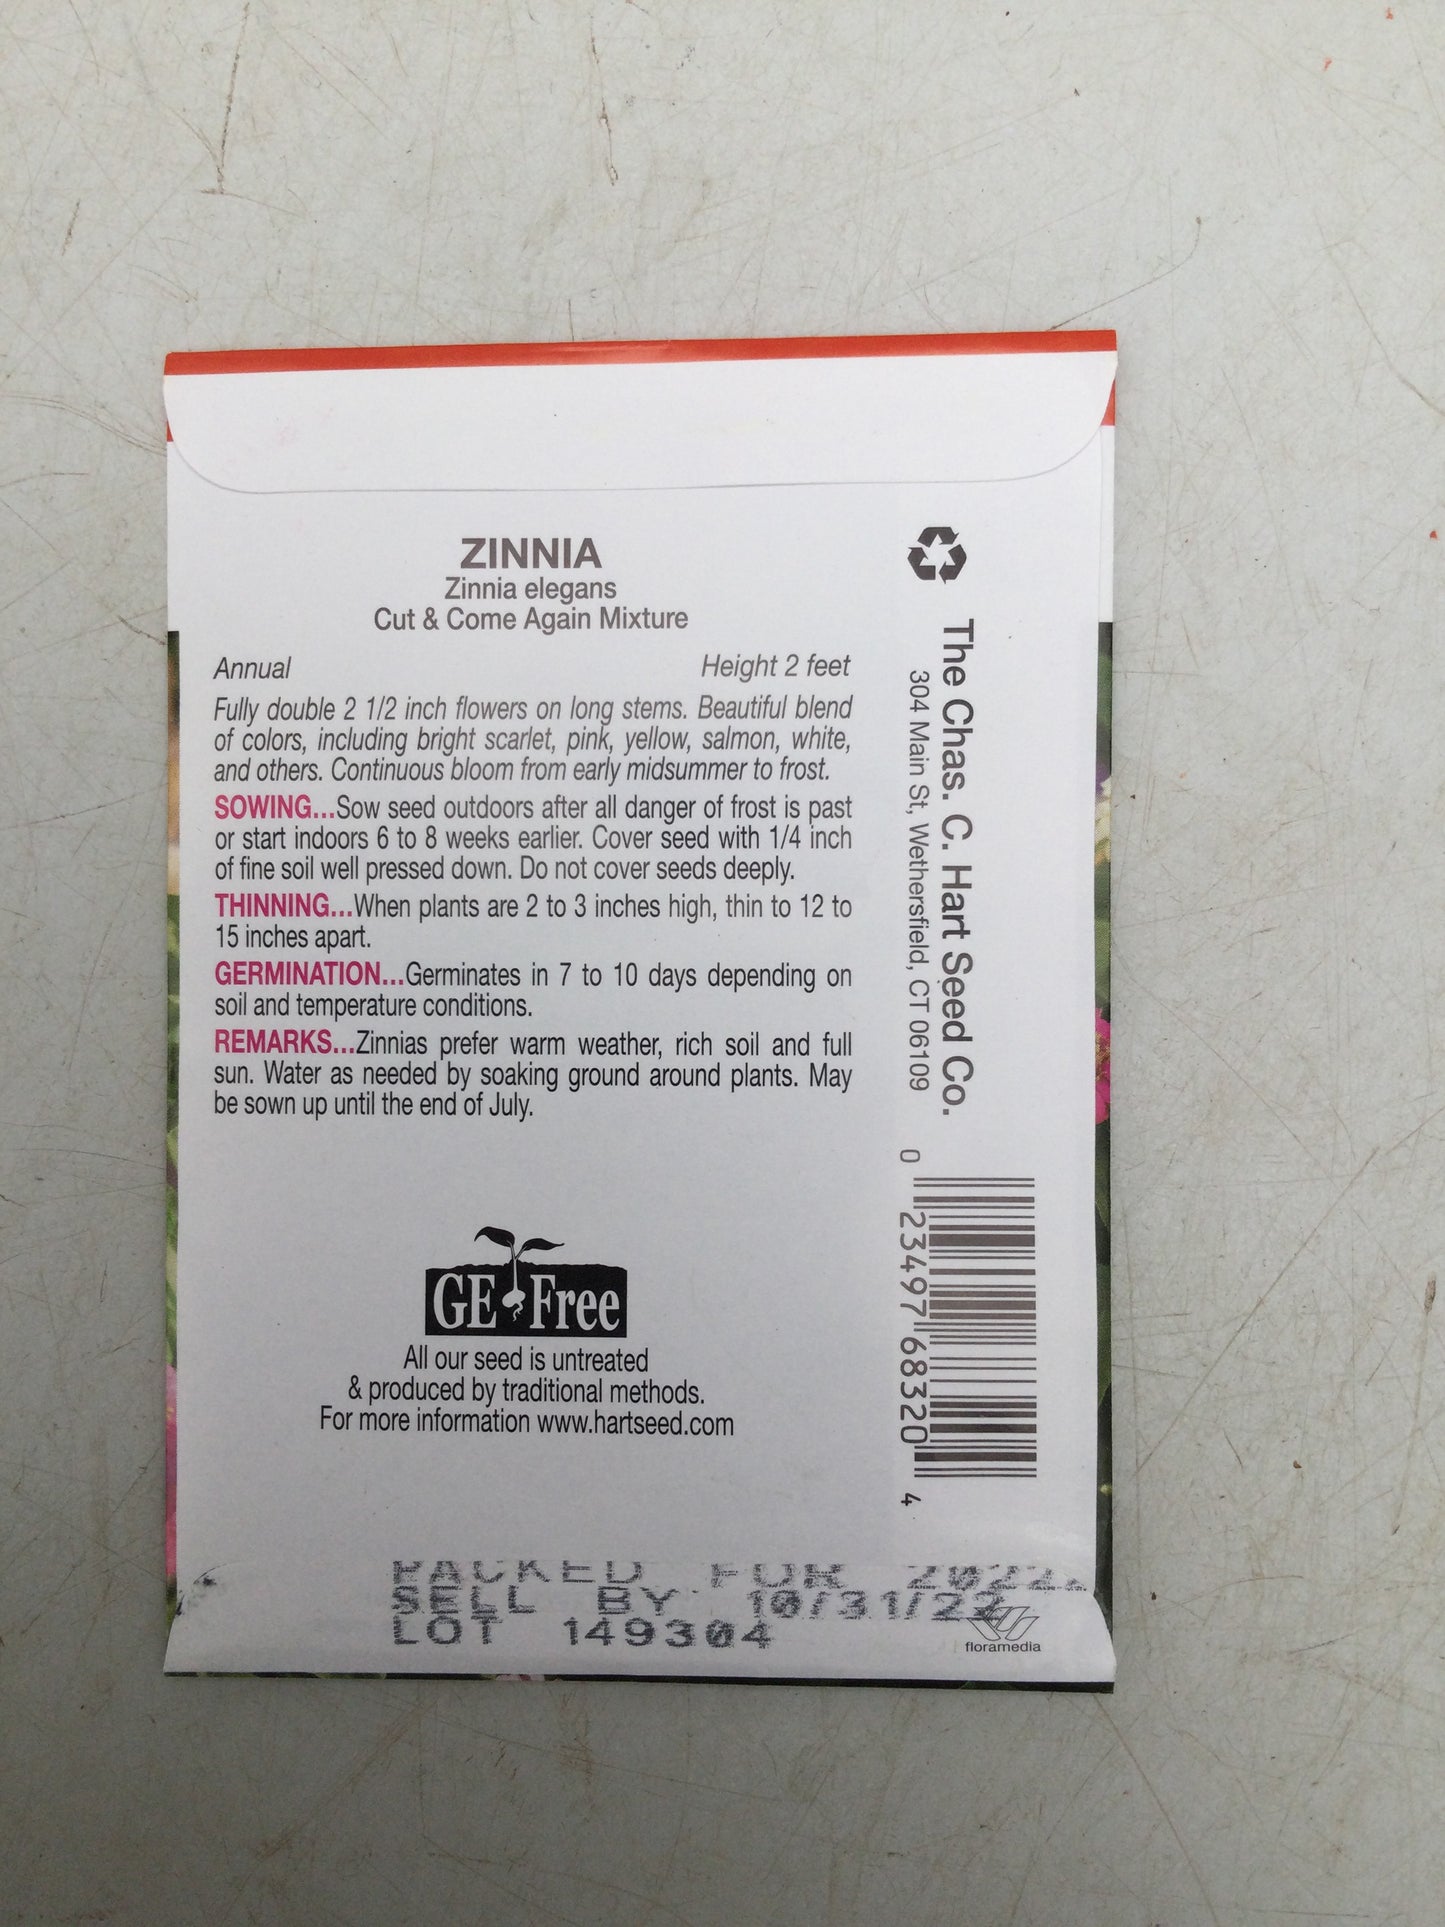 ZINNIA
Zinnia elegans
Cut & Come Again Mixture
Annual Height 2 feet
Fully double 2 1/2 inch flowers on long stems. Beautiful blend
of colors, including bright scarlet, pink, yellow, salmon, white,
and others. Continuous bloom from early midsummer to frost.
SOWING...Sow seed outdoors after all danger of frost is past
or start indoors 6 to 8 weeks earlier. Cover seed with 1/4 inch
of fine soil well pressed down. Do not cover seeds deeply.
THINNING...When plants are 2 to 3 inches high, thin to 12 to
15 inches apart.
GERMINATION...Germinates in 7 to 10 days depending on
soil and temperature conditions.
REMARKS...Zinnias prefer warm weather, rich soil and full
sun. Water as needed by soaking ground around plants. May
be sown up until the end of July.
GE Free
All our seed is untreated
& produced by traditional methods.
For more information www.hartseed.com
The Chas. C. Hart Seed Co.
304 Main St, Wethersfield, CT 06109
0 23497 68320 4
PACKED FOR 2022
SELL BY 10/31/22
LOT 149304
floramedia